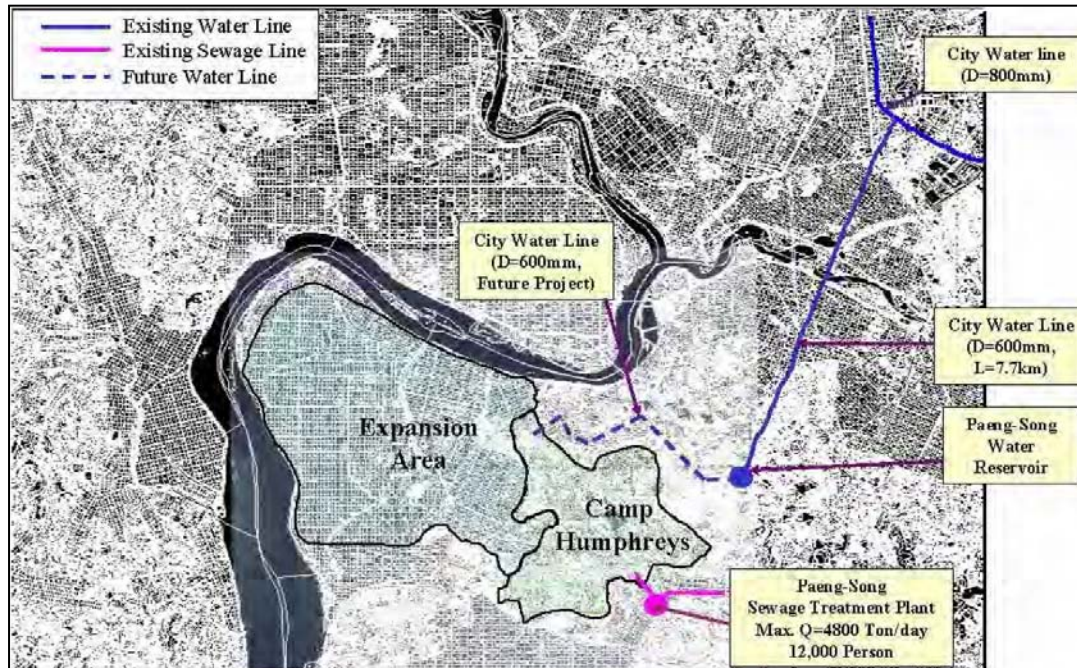 Existing Water Line
Existing Sewage Line
Future Water Line
City Water line
(D=800mm)
City Water Line
(D=600mm,
Future Project)
City Water Line
(D=600mm,
L=7.7km)
Expansion
Area
Paeng-Song
Water
Reservoir
Camp
Humphreys
Paeng-Song
Sewage Treatment Plant
Max. Q=4800 Ton/day
12,000 Person